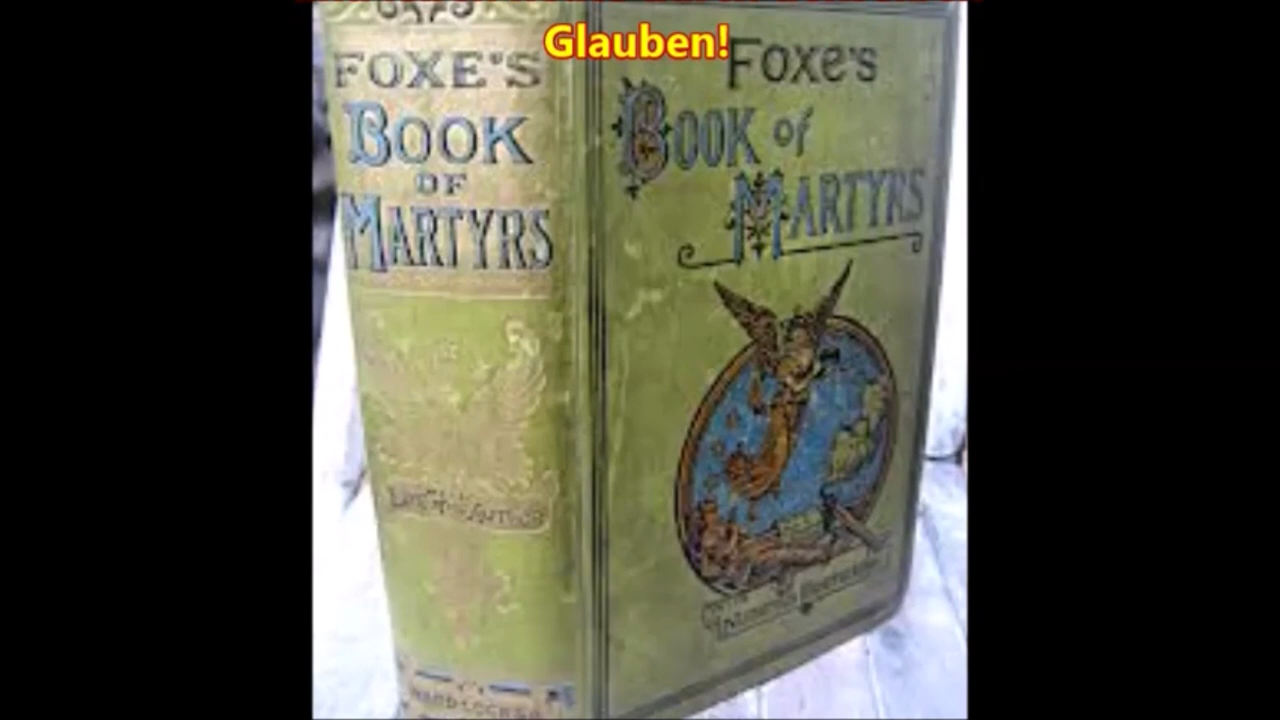 Glauben!
FOXE'S
BOOK
OF
MARTYRS
Foxe's
BOOK of
MARTYRS